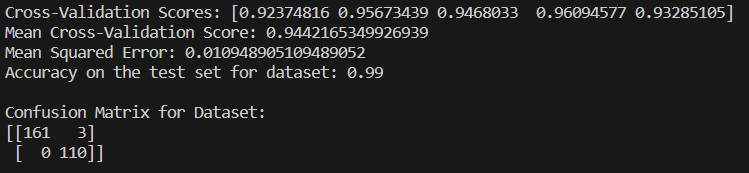 Cross-Validation Scores: [0.92374816 0.95673439 0.9468033  0.96094577 0.93285105]
Mean Cross-Validation Score: 0.9442165349926939
Mean Squared Error: 0.010948905109489052
Accuracy on the test set for dataset: 0.99

Confusion Matrix for Dataset:
[[161   3]
 [  0 110]]